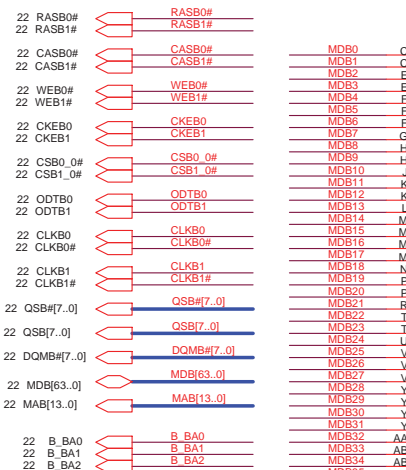 22 RASB0# RASB0#
22 RASB1# RASB1#
22 CASB0# CASB0#
22 CASB1# CASB1#
22 WEB0# WEB0#
22 WEB1# WEB1#
22 CKEB0 CKEB0
22 CKEB1 CKEB1
22 CSB0_0# CSB0_0#
22 CSB1_0# CSB1_0#
22 ODTB0 ODTB0
22 ODTB1 ODTB1
22 CLKB0 CLKB0
22 CLKB0# CLKB0#
22 CLKB1 CLKB1
22 CLKB1# CLKB1#
22 QSB#[7..0] QSB#[7..0]
22 QSB[7..0] QSB[7..0]
22 DQMB#[7..0] DQMB#[7..0]
22 MDB[63..0] MDB[63..0]
22 MAB[13..0] MAB[13..0]
22 B_BA0 B_BA0
22 B_BA1 B_BA1
22 B_BA2 B_BA2
MDB0
MDB1
MDB2
MDB3
MDB4
MDB5
MDB6
MDB7
MDB8
MDB9
MDB10
MDB11
MDB12
MDB13
MDB14
MDB15
MDB16
MDB17
MDB18
MDB19
MDB20
MDB21
MDB22
MDB23
MDB24
MDB25
MDB26
MDB27
MDB28
MDB29
MDB30
MDB31
MDB32
MDB33
MDB34